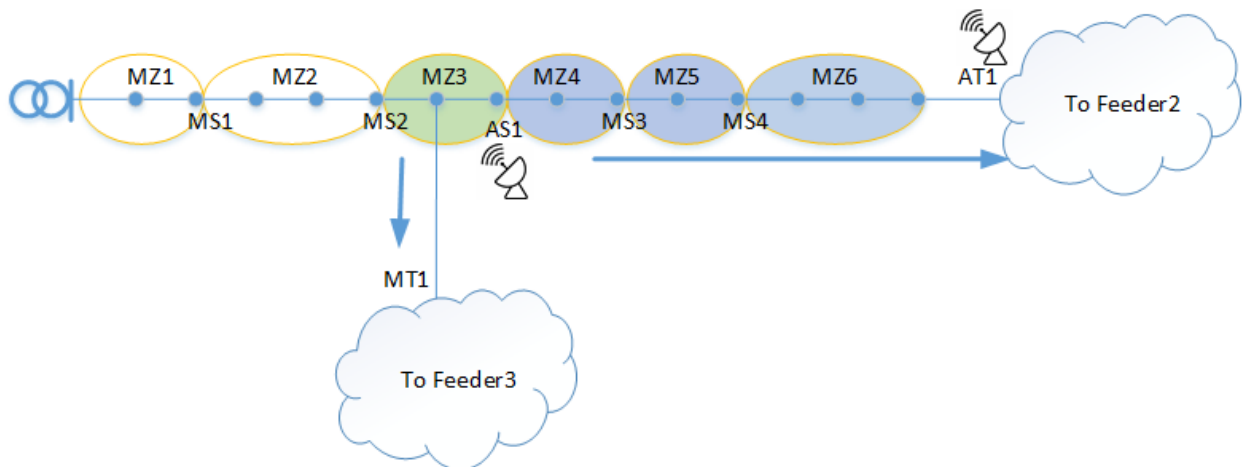 AT1
MZ1
MZ2
MZ3
MZ4
MZ5
MZ6
To Feeder2
MS1
MS2
AS1
MS3
MS4
MT1
To Feeder3